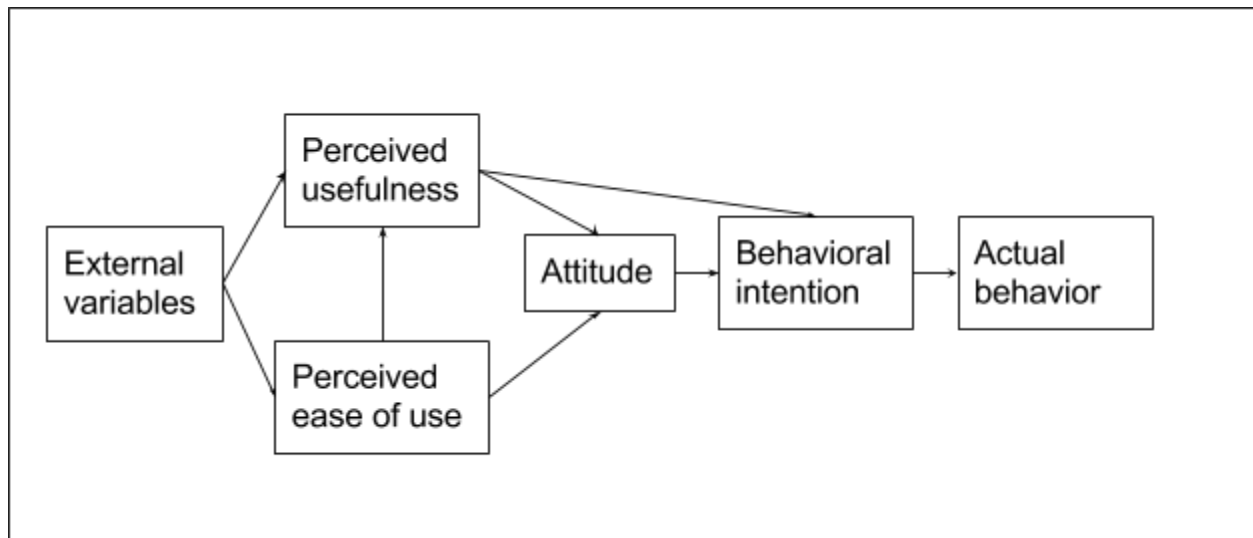 Perceived
usefulness
External
variables
Attitude
Behavioral
intention
Actual
behavior
Perceived
ease of use